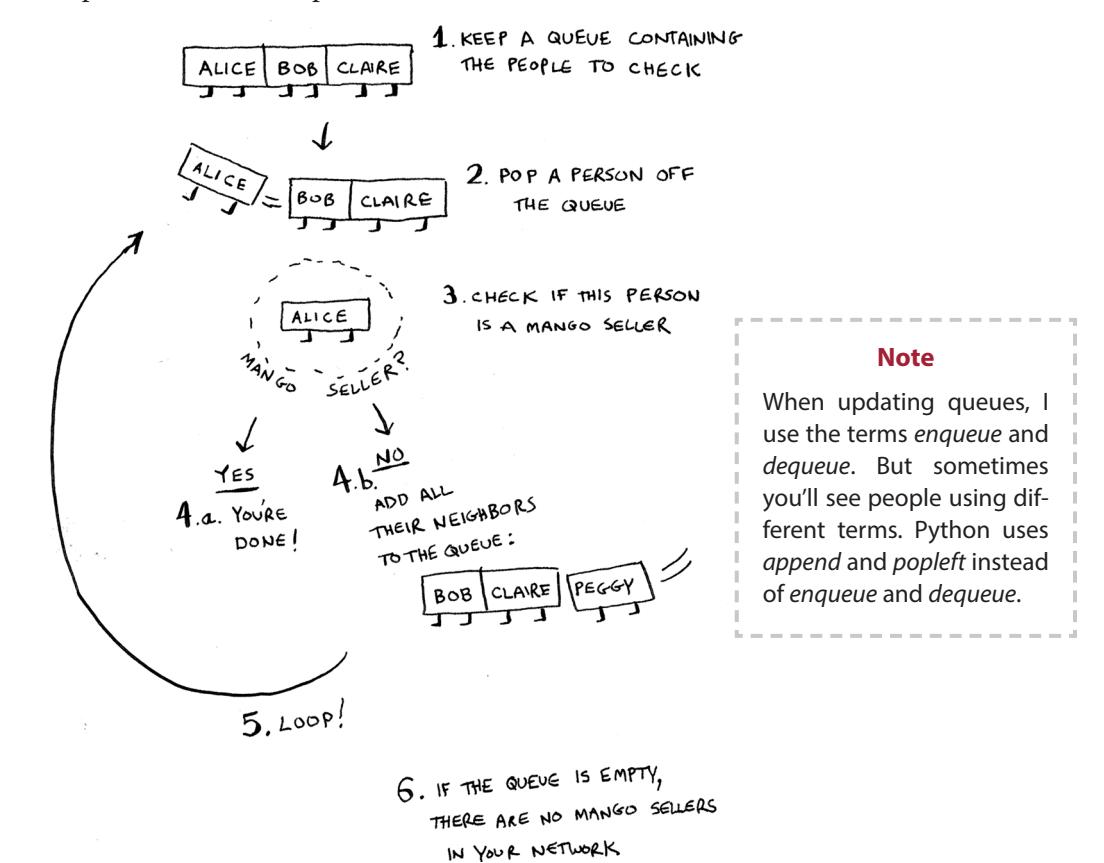 ALICE BOB CLAIRE
1. KEEP A QUEUE CONTAINING
THE PEOPLE TO CHECK
ALICE
BOB CLAIRE
2. POP A PERSON OFF
THE QUEUE
ALICE
MANGO SELLER?
3. CHECK IF THIS PERSON
IS A MANGO SELLER
YES
4.a. YOU'RE
DONE!
4.b. NO
ADD ALL
THEIR NEIGHBORS
TO THE QUEUE:
BOB CLAIRE PEGGY
5. LOOP!
6. IF THE QUEUE IS EMPTY,
THERE ARE NO MANGO SELLERS
IN YOUR NETWORK
Note
When updating queues, I
use the terms enqueue and
dequeue. But sometimes
you'll see people using dif-
ferent terms. Python uses
append and popleft instead
of enqueue and dequeue.